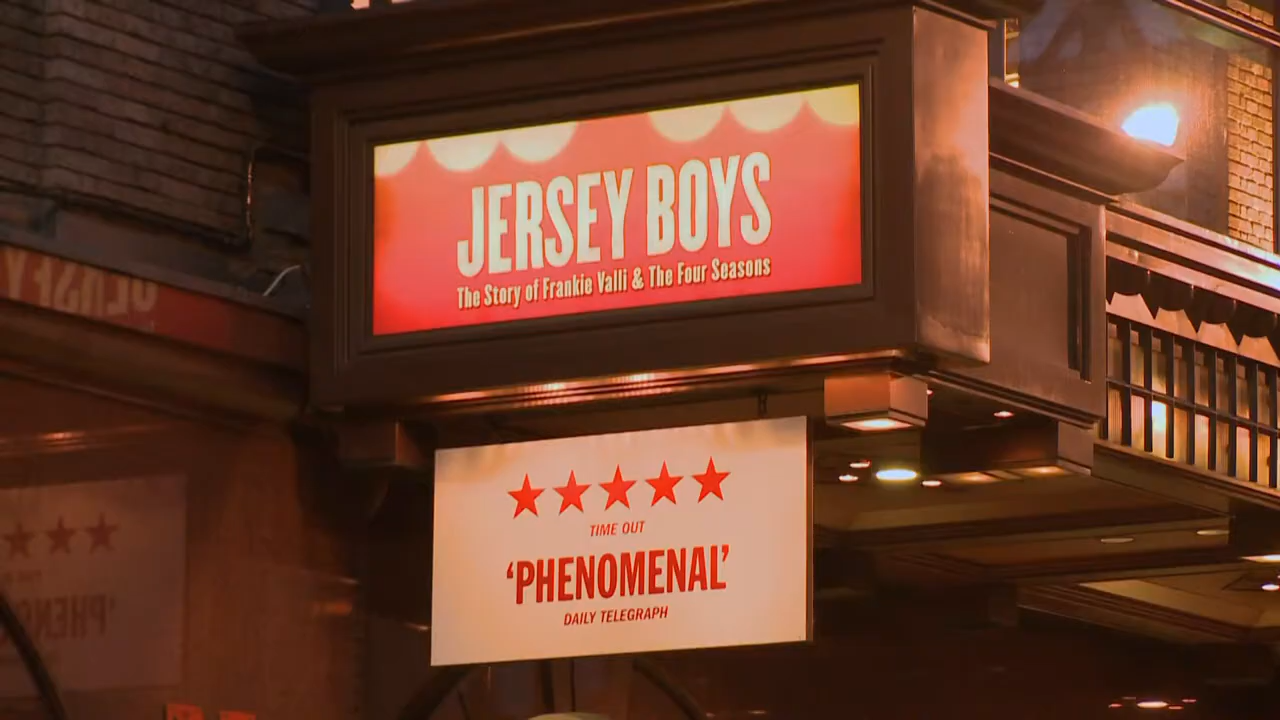 JERSEY BOYS
The Story of Frankie Valli & The Four Seasons
★★★★★
TIME OUT
‘PHENOMENAL’
DAILY TELEGRAPH